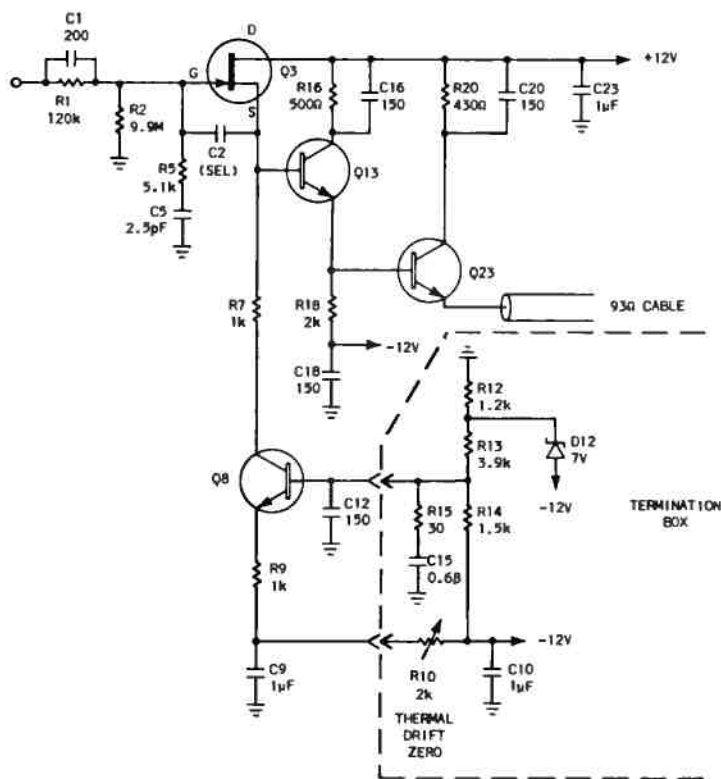 C1
200
R1
120k
R2
9.9M
G
D
Q3
S
C2
(SEL)
R5
5.1k
C5
2.5pF
R16
500Ω
C16
150
R20
430Ω
C20
150
C23
1µF
+12V
Q13
Q23
93Ω CABLE
R7
1k
R18
2k
-12V
C18
150
R12
1.2k
R13
3.9k
D12
7V
-12V
TERMINATION
BOX
Q8
C12
150
R15
30
C15
0.68
R14
1.5k
R9
1k
C9
1µF
R10
2k
THERMAL
DRIFT
ZERO
-12V
C10
1µF